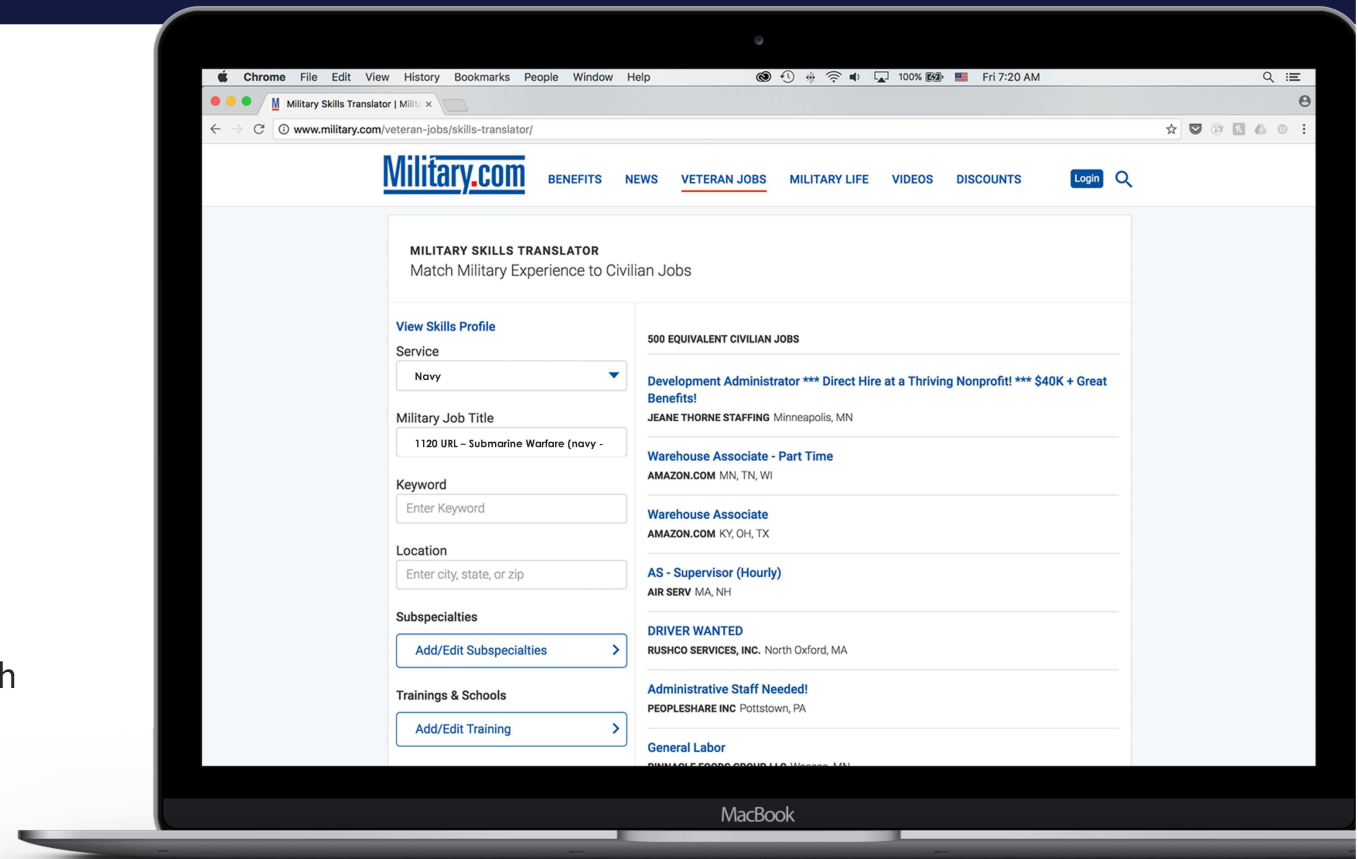 Chrome File Edit View History Bookmarks People Window Help 100% Fri 7:20 AM
Military Skills Translator | Milit
www.military.com/veteran-jobs/skills-translator/
Military.com BENEFITS NEWS VETERAN JOBS MILITARY LIFE VIDEOS DISCOUNTS Login
MILITARY SKILLS TRANSLATOR
Match Military Experience to Civilian Jobs
View Skills Profile
Service
Navy
Military Job Title
1120 URL – Submarine Warfare (navy -
Keyword
Enter Keyword
Location
Enter city, state, or zip
Subspecialties
Add/Edit Subspecialties
Trainings & Schools
Add/Edit Training
500 EQUIVALENT CIVILIAN JOBS
Development Administrator *** Direct Hire at a Thriving Nonprofit! *** $40K + Great
Benefits!
JEANE THORNE STAFFING Minneapolis, MN
Warehouse Associate - Part Time
AMAZON.COM MN, TN, WI
Warehouse Associate
AMAZON.COM KY, OH, TX
AS - Supervisor (Hourly)
AIR SERV MA, NH
DRIVER WANTED
RUSHCO SERVICES, INC. North Oxford, MA
Administrative Staff Needed!
PEOPLESHARE INC Pottstown, PA
General Labor
h
MacBook